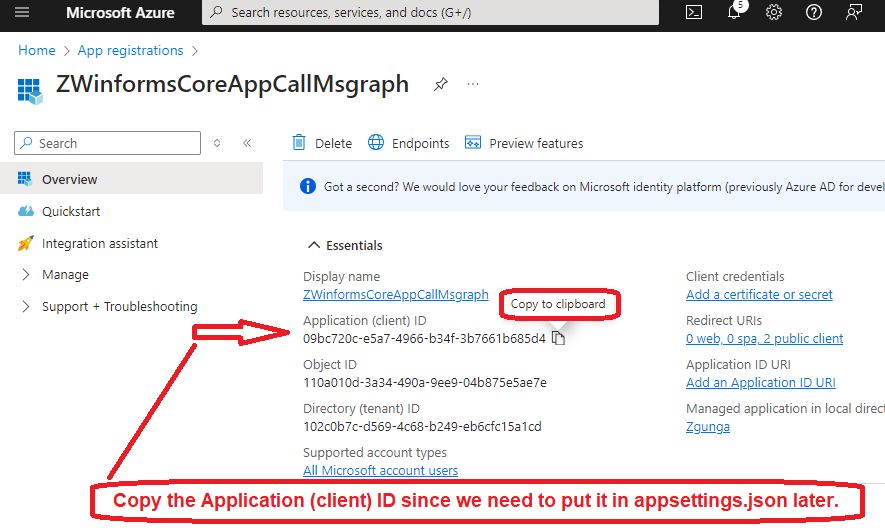 Microsoft Azure
Search resources, services, and docs (G+/)
5
Home > App registrations >
ZWinformsCoreAppCallMsgraph
...
Search
«
Delete
Endpoints
Preview features
Overview
Quickstart
Integration assistant
Manage
Support + Troubleshooting
Got a second? We would love your feedback on Microsoft identity platform (previously Azure AD for devel
Essentials
Display name
ZWinformsCoreAppCallMsgraph
Copy to clipboard
Application (client) ID
09bc720c-e5a7-4966-b34f-3b7661b685d4
Object ID
110a010d-3a34-490a-9ee9-04b875e5ae7e
Directory (tenant) ID
102c0b7c-d569-4c68-b249-eb6cfc15a1cd
Supported account types
All Microsoft account users
Client credentials
Add a certificate or secret
Redirect URIs
0 web, 0 spa, 2 public client
Application ID URI
Add an Application ID URI
Managed application in local direc
Zgunga
Copy the Application (client) ID since we need to put it in appsettings.json later.